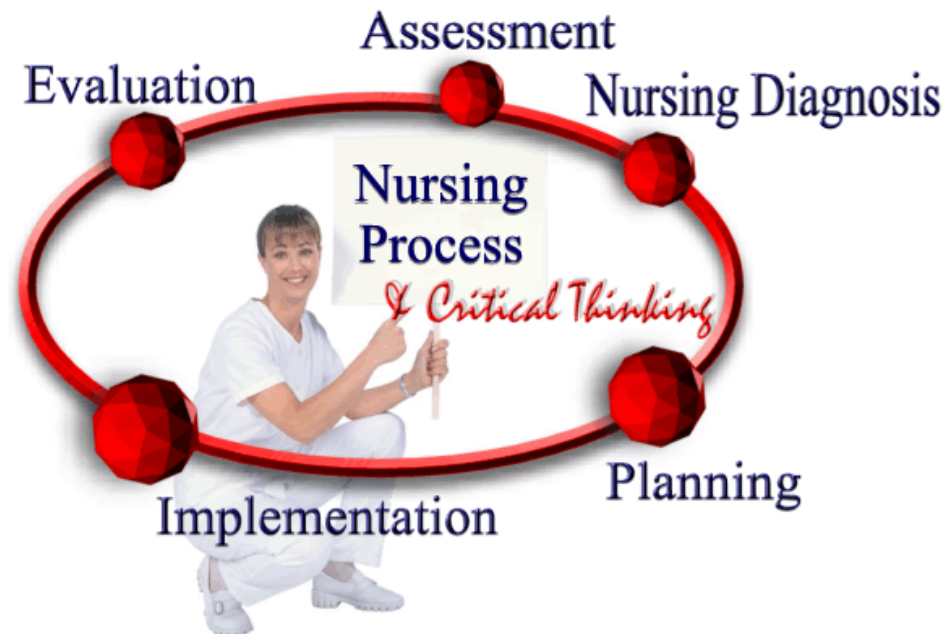 Assessment
Evaluation
Nursing Diagnosis
Nursing
Process
& Critical Thinking
Planning
Implementation